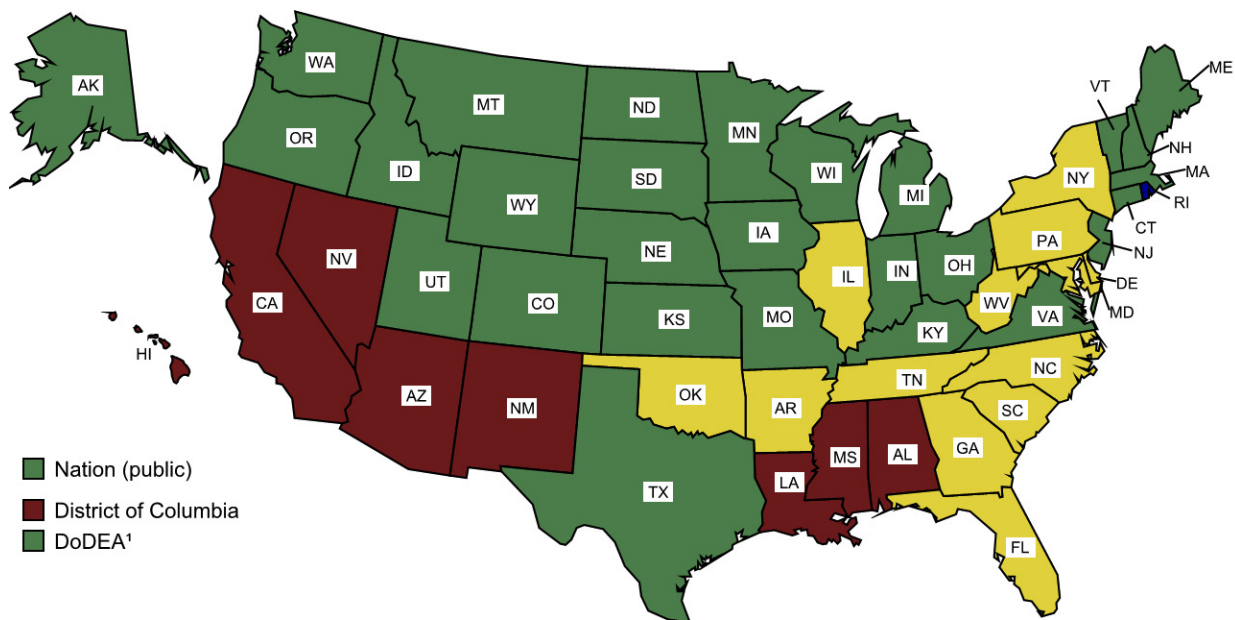 WA
AK
MT
ND
ME
VT
MN
OR
ID
SD
WI
NH
MA
NY
WY
MI
RI
CT
IA
PA
NJ
NE
NV
UT
IL
IN
OH
DE
CA
CO
WV
MD
KS
MO
VA
KY
HI
NC
TN
AZ
NM
OK
AR
SC
GA
MS
AL
LA
TX
FL
Nation (public)
District of Columbia
DoDEA¹